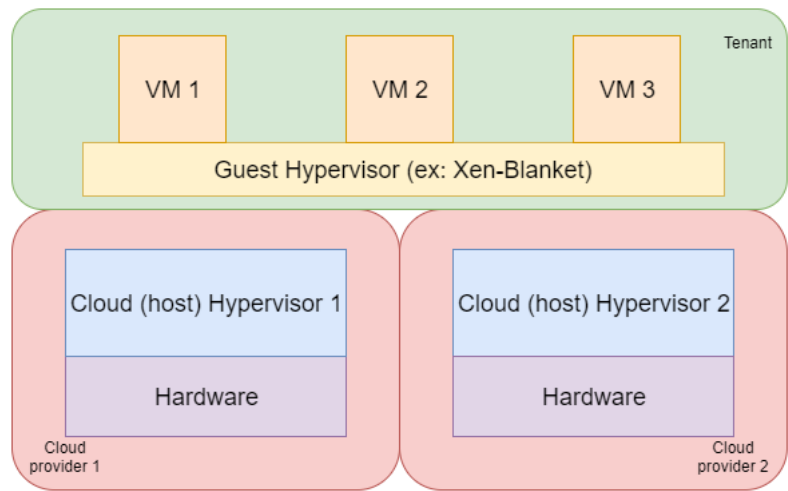 Tenant
VM 1
VM 2
VM 3
Guest Hypervisor (ex: Xen-Blanket)
Cloud (host) Hypervisor 1
Cloud (host) Hypervisor 2
Hardware
Hardware
Cloud
provider 1
Cloud
provider 2